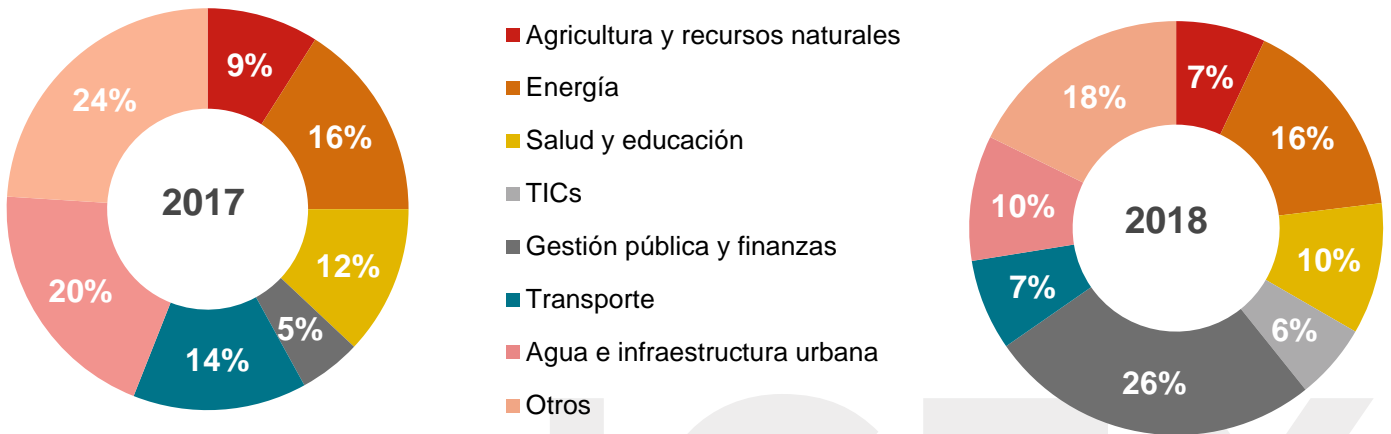 9%
16%
12%
5%
14%
20%
24%
2017
Agricultura y recursos naturales
Energía
Salud y educación
TICs
Gestión pública y finanzas
Transporte
Agua e infraestructura urbana
Otros
7%
16%
10%
6%
26%
7%
10%
18%
2018